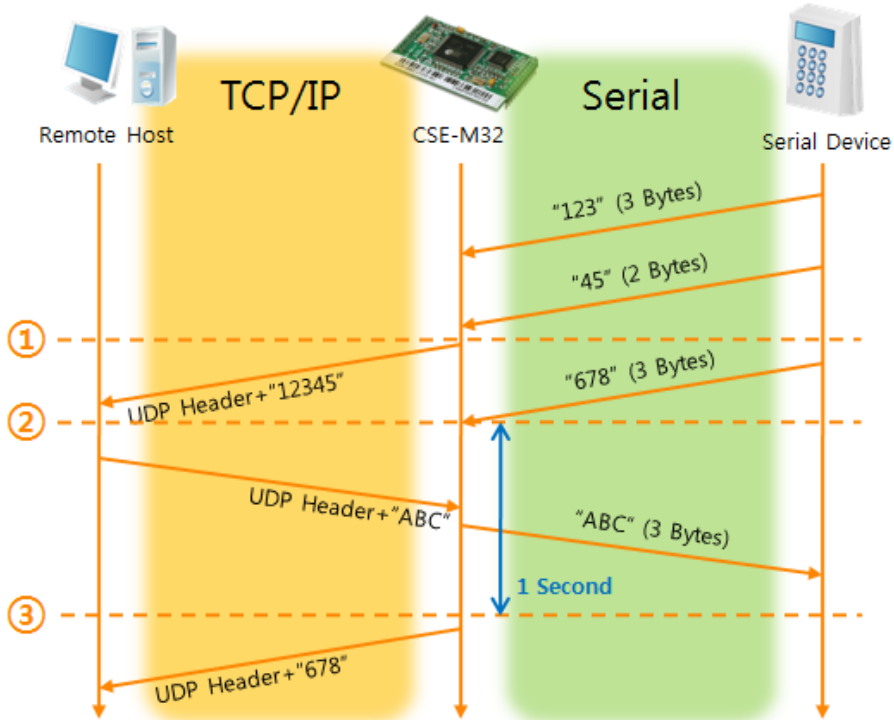 TCP/IP
Serial
Remote Host
CSE-M32
Serial Device
"123" (3 Bytes)
"45" (2 Bytes)
①
UDP Header+"12345"
"678" (3 Bytes)
②
UDP Header+"ABC"
"ABC" (3 Bytes)
1 Second
③
UDP Header+"678"